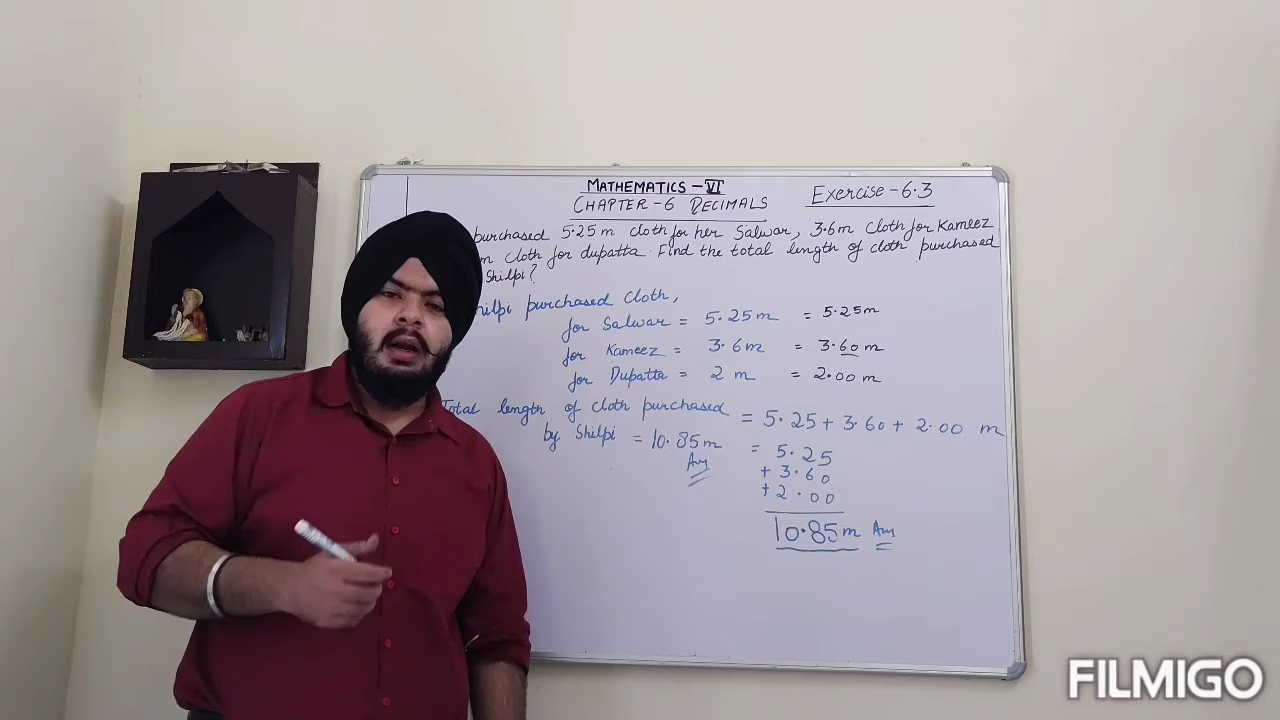 MATHEMATICS - VI
CHAPTER - 6 DECIMALS
Exercise - 6.3
purchased 5.25 m cloth for her Salwar, 3.6m cloth for Kameez
m cloth for dupatta. Find the total length of cloth purchased
Shilpi?
hilpi purchased cloth,
for Salwar = 5.25 m = 5.25m
for Kameez = 3.6 m = 3.60 m
for Dupatta = 2 m = 2.00 m
Total length of cloth purchased = 5.25 + 3.60 + 2.00 m
by Shilpi = 10.85 m
Ans
= 5.25
+ 3.60
+ 2.00
10.85 m Ans
FILMIGO